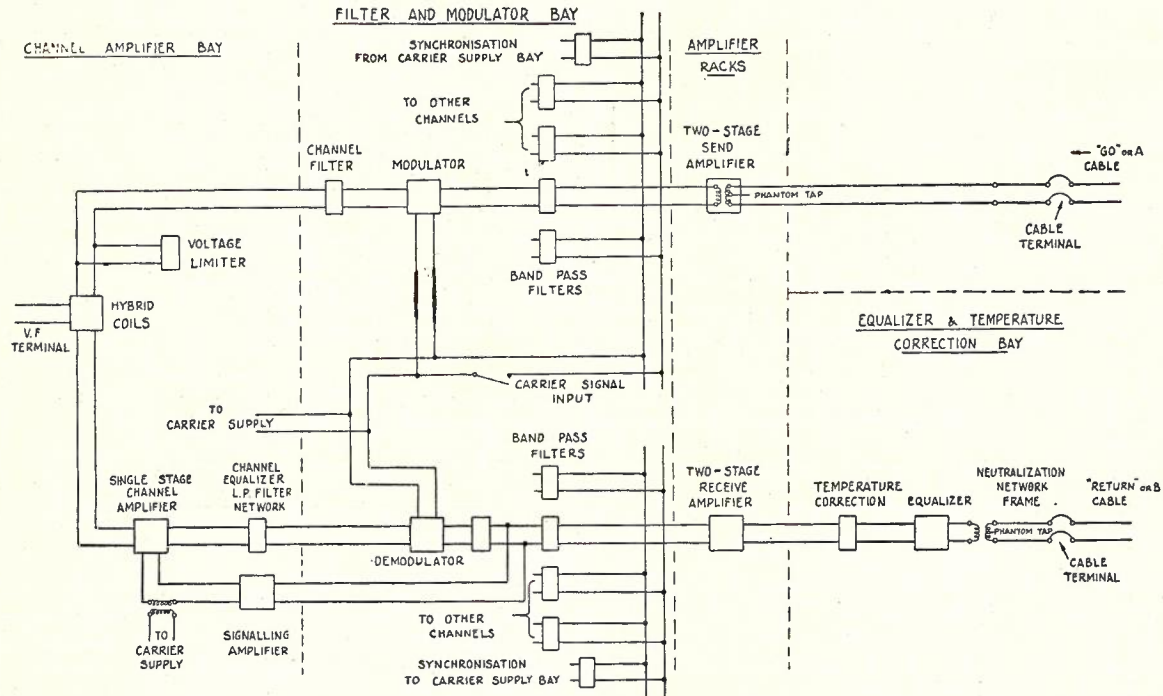 FILTER AND MODULATOR BAY
CHANNEL AMPLIFIER BAY
SYNCHRONISATION
FROM CARRIER SUPPLY BAY
AMPLIFIER
RACKS
TO OTHER
CHANNELS
CHANNEL
FILTER
MODULATOR
TWO-STAGE
SEND
AMPLIFIER
PHANTOM TAP
"GO" OR A
CABLE
CABLE
TERMINAL
VOLTAGE
LIMITER
BAND PASS
FILTERS
HYBRID
COILS
V.F
TERMINAL
EQUALIZER & TEMPERATURE
CORRECTION BAY
CARRIER SIGNAL
INPUT
TO
CARRIER SUPPLY
BAND PASS
FILTERS
SINGLE STAGE
CHANNEL
AMPLIFIER
CHANNEL
EQUALIZER
L.P. FILTER
NETWORK
TWO-STAGE
RECEIVE
AMPLIFIER
TEMPERATURE
CORRECTION
EQUALIZER
NEUTRALIZATION
NETWORK
FRAME
"RETURN" OR B
CABLE
PHANTOM TAP
DEMODULATOR
CABLE
TERMINAL
TO OTHER
CHANNELS
TO
CARRIER
SUPPLY
SIGNALLING
AMPLIFIER
SYNCHRONISATION
TO CARRIER SUPPLY BAY